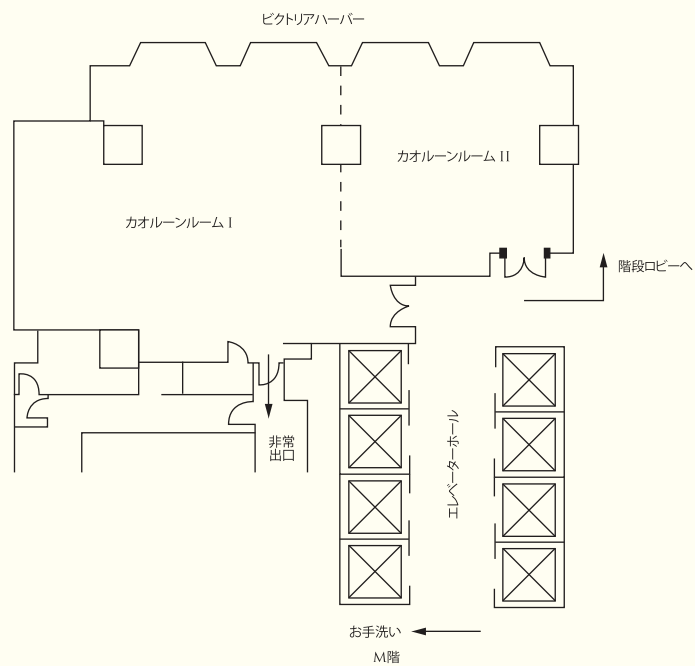 ビクトリアハーバー
カオルーンルーム II
カオルーンルーム I
階段ロビーへ
非常
出口
エレベーターホール
お手洗い
M階